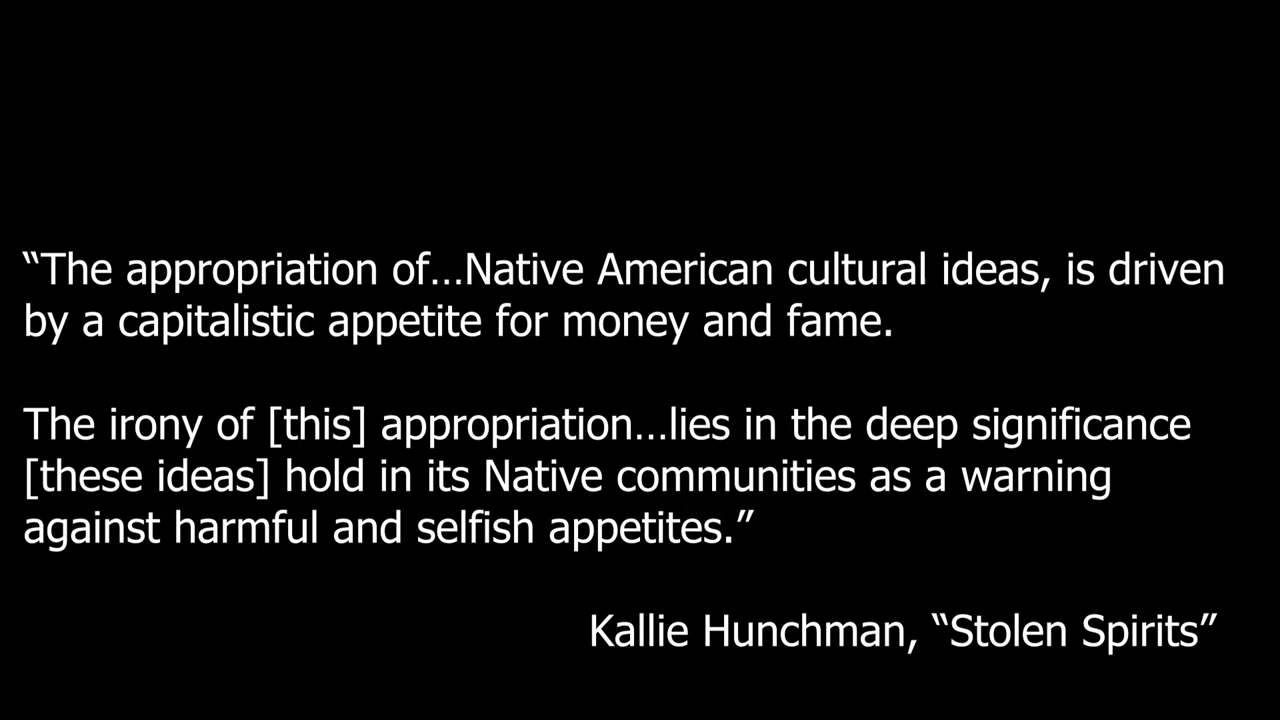 “The appropriation of…Native American cultural ideas, is driven
by a capitalistic appetite for money and fame.
The irony of [this] appropriation…lies in the deep significance
[these ideas] hold in its Native communities as a warning
against harmful and selfish appetites.”
Kallie Hunchman, “Stolen Spirits”